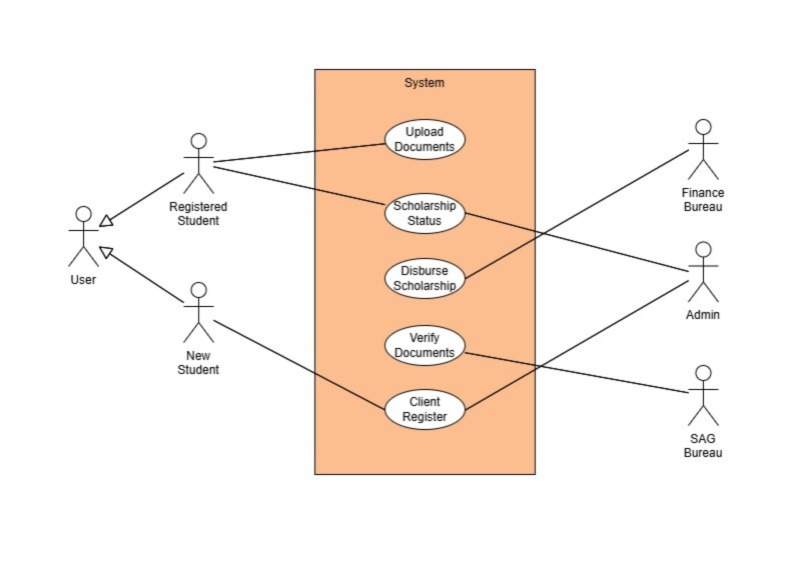 System
Upload
Documents
Registered
Student
Finance
Bureau
Scholarship
Status
User
Disburse
Scholarship
Admin
Verify
Documents
New
Student
Client
Register
SAG
Bureau